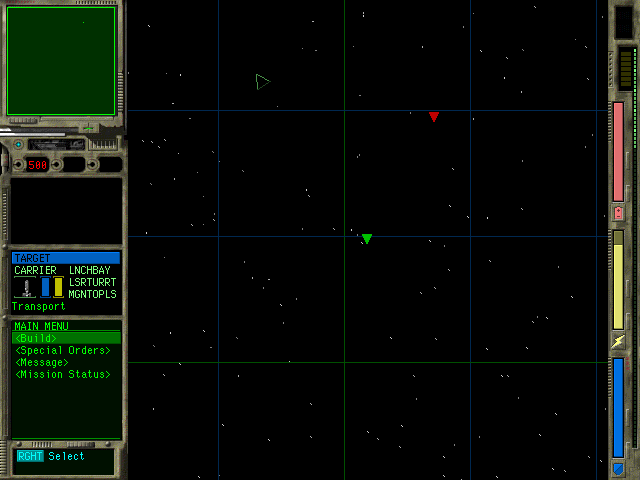 500
TARGET
CARRIER LNCHBAY
LSRTURRT
MGNTOPLS
Transport
MAIN MENU
<Build>
<Special Orders>
<Message>
<Mission Status>
RGHT Select